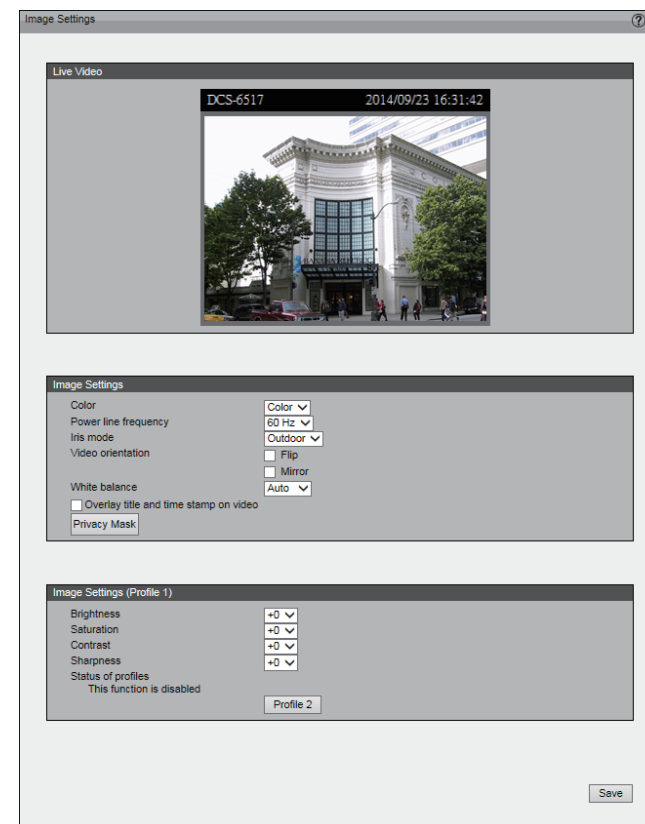 Image Settings ?
Live Video
DCS-6517 2014/09/23 16:31:42
Image Settings
Color Color
Power line frequency 60 Hz
Iris mode Outdoor
Video orientation Flip
Mirror
White balance Auto
Overlay title and time stamp on video
Privacy Mask
Image Settings (Profile 1)
Brightness +0
Saturation +0
Contrast +0
Sharpness +0
Status of profiles
This function is disabled
Profile 2
Save